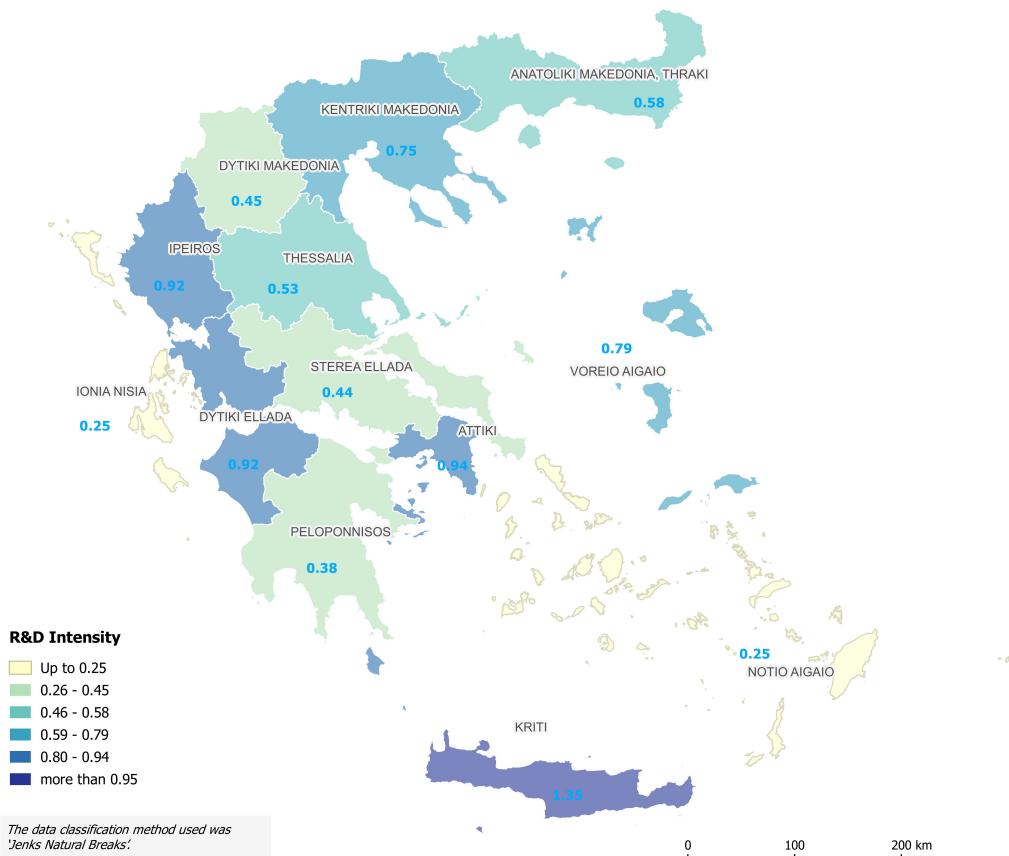 ANATOLIKI MAKEDONIA, THRAKI
0.58
KENTRIKI MAKEDONIA
0.75
DYTIKI MAKEDONIA
0.45
IPEIROS
0.92
THESSALIA
0.53
0.79
VOREIO AIGAIO
STEREA ELLADA
0.44
IONIA NISIA
0.25
DYTIKI ELLADA
0.92
ATTIKI
0.94
PELOPONNISOS
0.38
0.25
NOTIO AIGAIO
KRITI
1.35
R&D Intensity
Up to 0.25
0.26 - 0.45
0.46 - 0.58
0.59 - 0.79
0.80 - 0.94
more than 0.95
The data classification method used was
'Jenks Natural Breaks'.
0 100 200 km